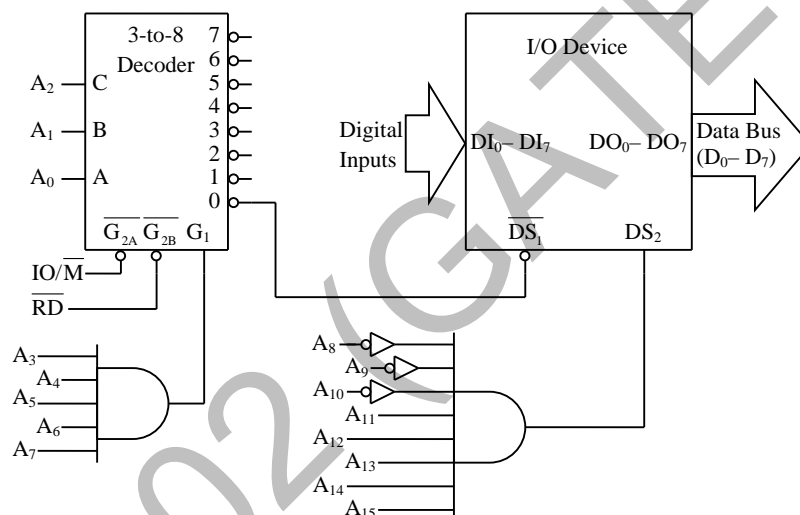 3-to-8
Decoder
7
6
5
4
3
2
1
0
A₂
A₁
A₀
C
B
A
G̅₂A̅ G̅₂B̅ G₁
IO/M̅
R̅D̅
A₃
A₄
A₅
A₆
A₇
I/O Device
Digital
Inputs
DI₀– DI₇
DO₀– DO₇
Data Bus
(D₀– D₇)
D̅S̅₁
DS₂
A₈
A₉
A₁₀
A₁₁
A₁₂
A₁₃
A₁₄
A₁₅
02 (GATE